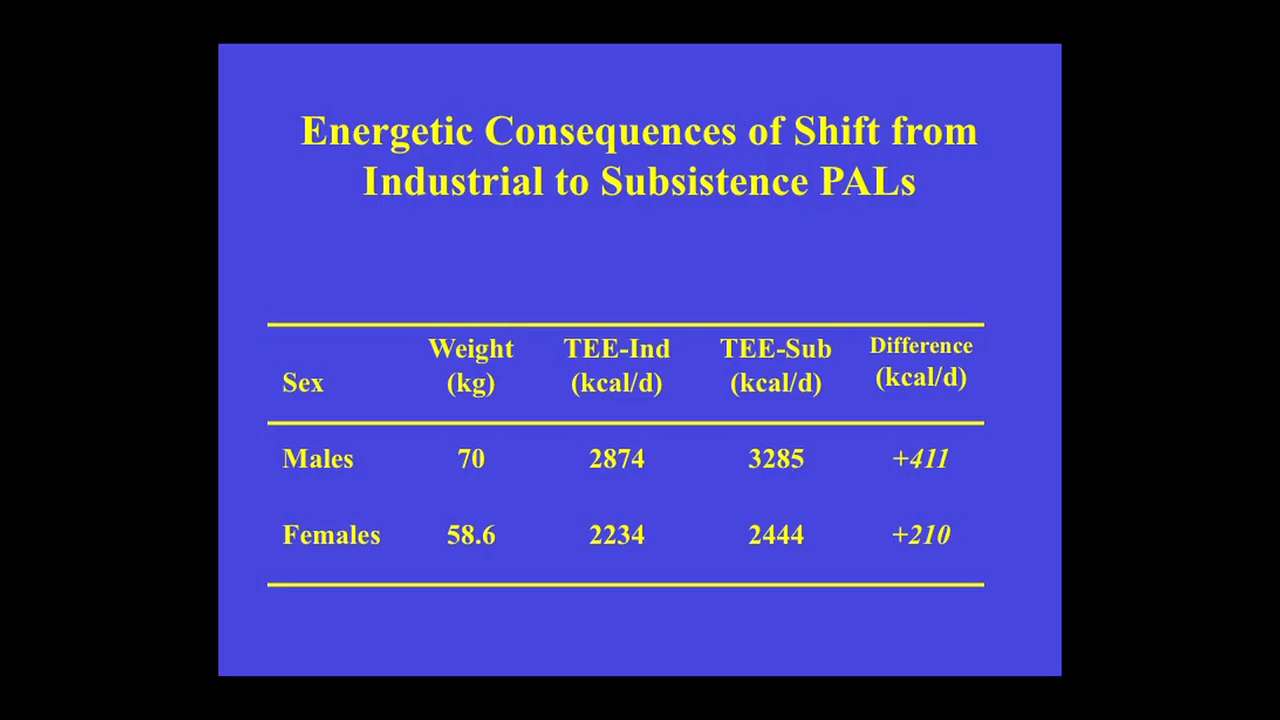 Energetic Consequences of Shift from
Industrial to Subsistence PALs
Sex Weight (kg) TEE-Ind (kcal/d) TEE-Sub (kcal/d) Difference (kcal/d)
Males 70 2874 3285 +411
Females 58.6 2234 2444 +210